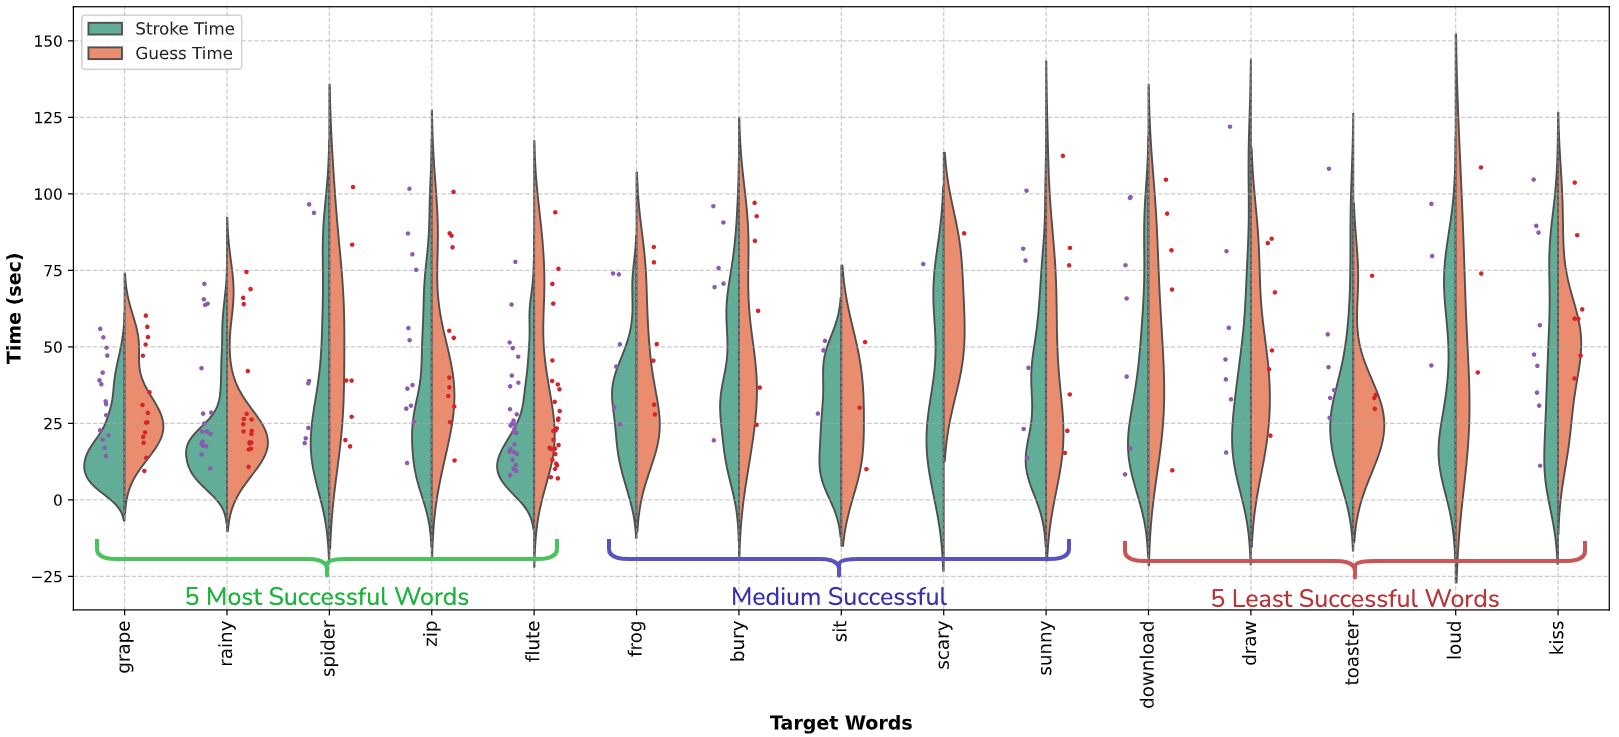 Stroke Time
Guess Time
Time (sec)
150
125
100
75
50
25
0
−25
5 Most Successful Words
Medium Successful
5 Least Successful Words
grape
rainy
spider
zip
flute
frog
bury
sit
scary
sunny
download
draw
toaster
loud
kiss
Target Words